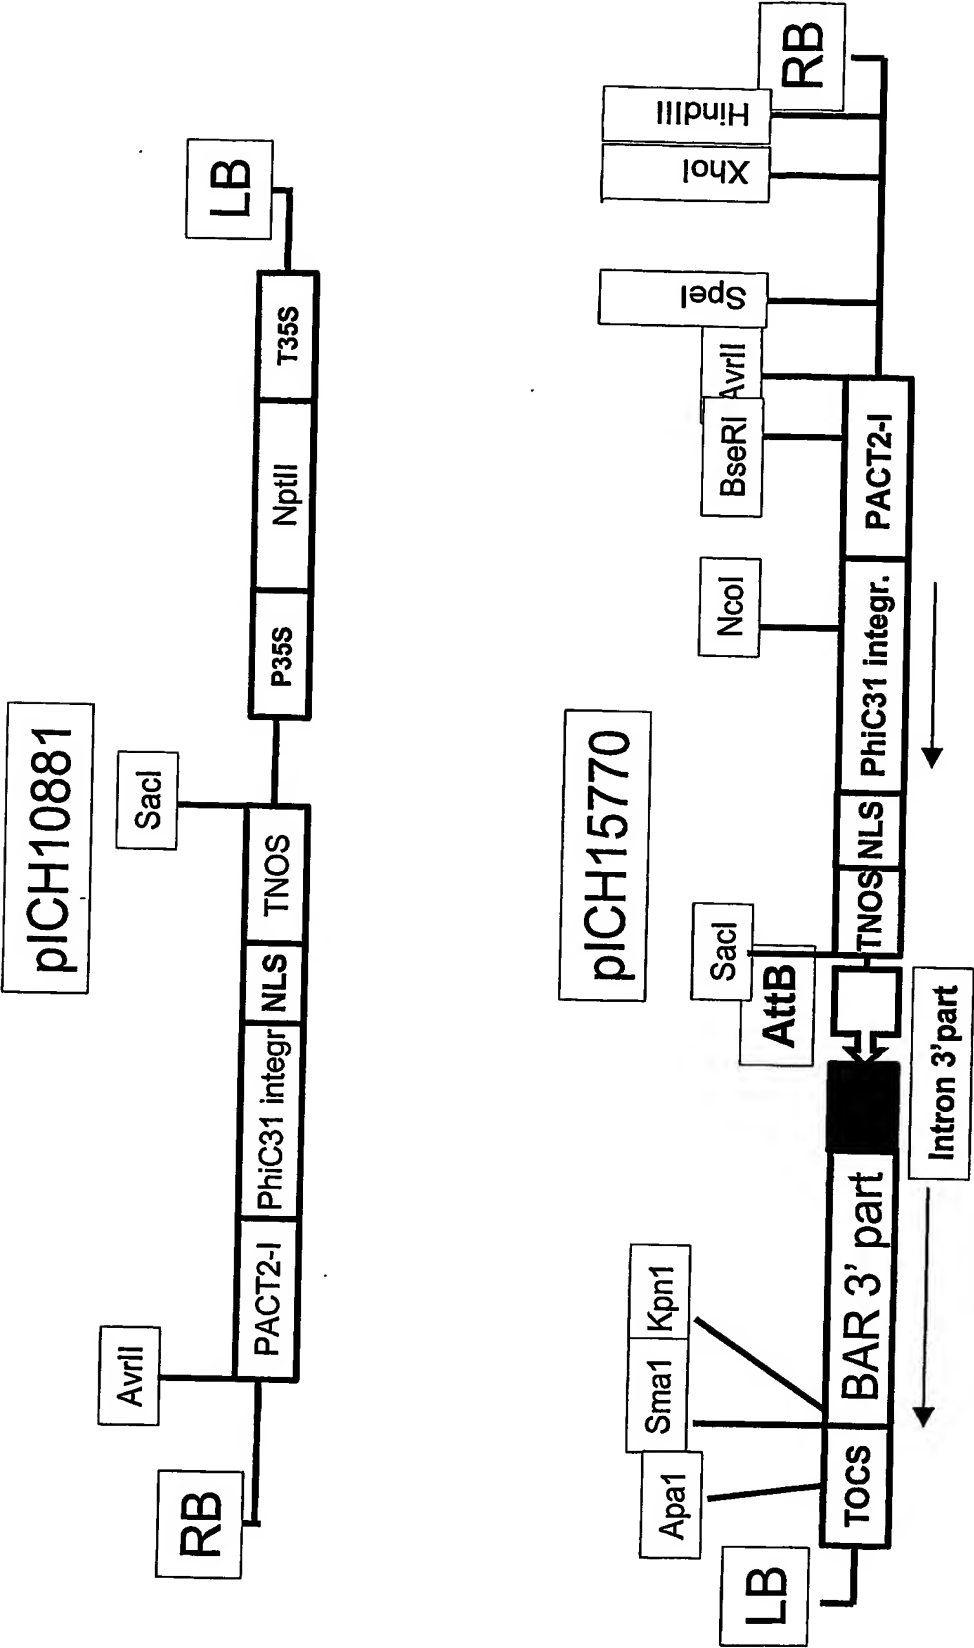 pICH10881
AvrII
SacI
RB
PACT2-I
PhiC31 integr
NLS
TNOS
P35S
NptII
T35S
LB
pICH15770
Apa1
Sma1
Kpn1
SacI
AttB
NcoI
BseRI
AvrII
SpeI
XhoI
HindIII
LB
TOCS
BAR 3' part
TNOS
NLS
PhiC31 integr.
PACT2-I
RB
Intron 3'part